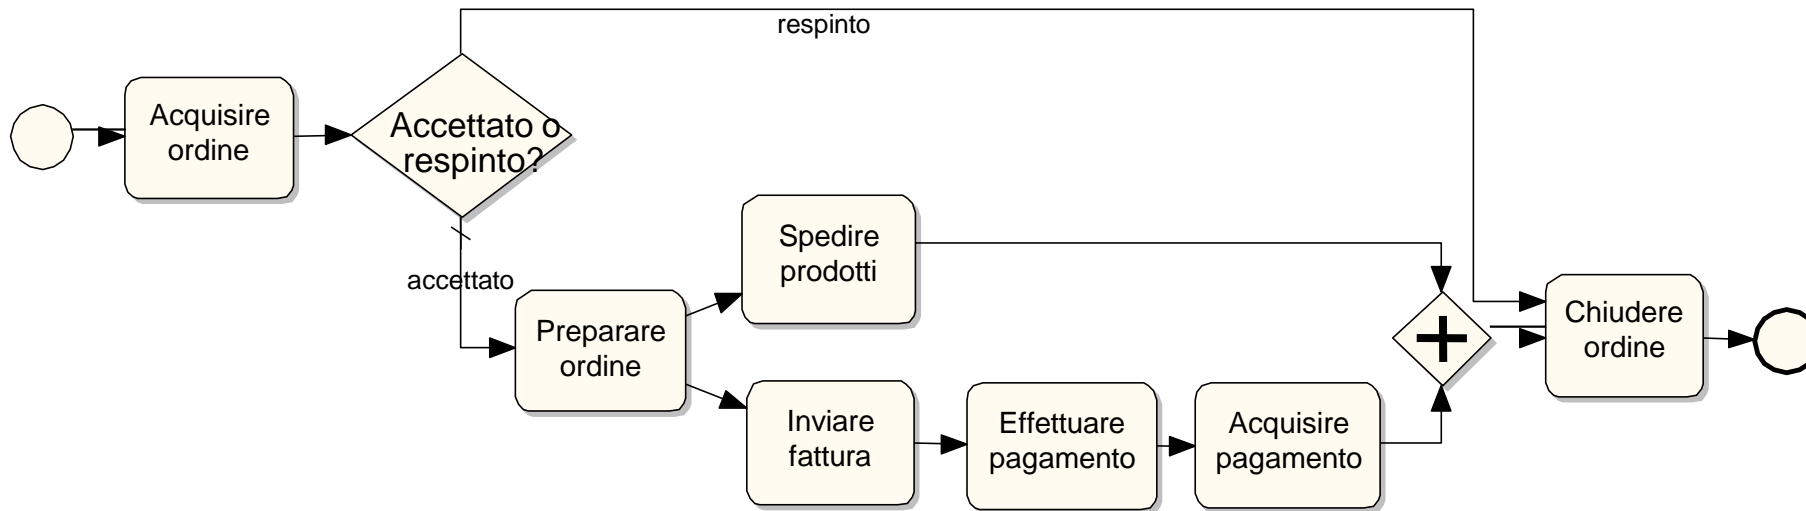 respinto
Acquisire
ordine
Accettato o
respinto?
accettato
Spedire
prodotti
Preparare
ordine
Chiudere
ordine
Inviare
fattura
Effettuare
pagamento
Acquisire
pagamento